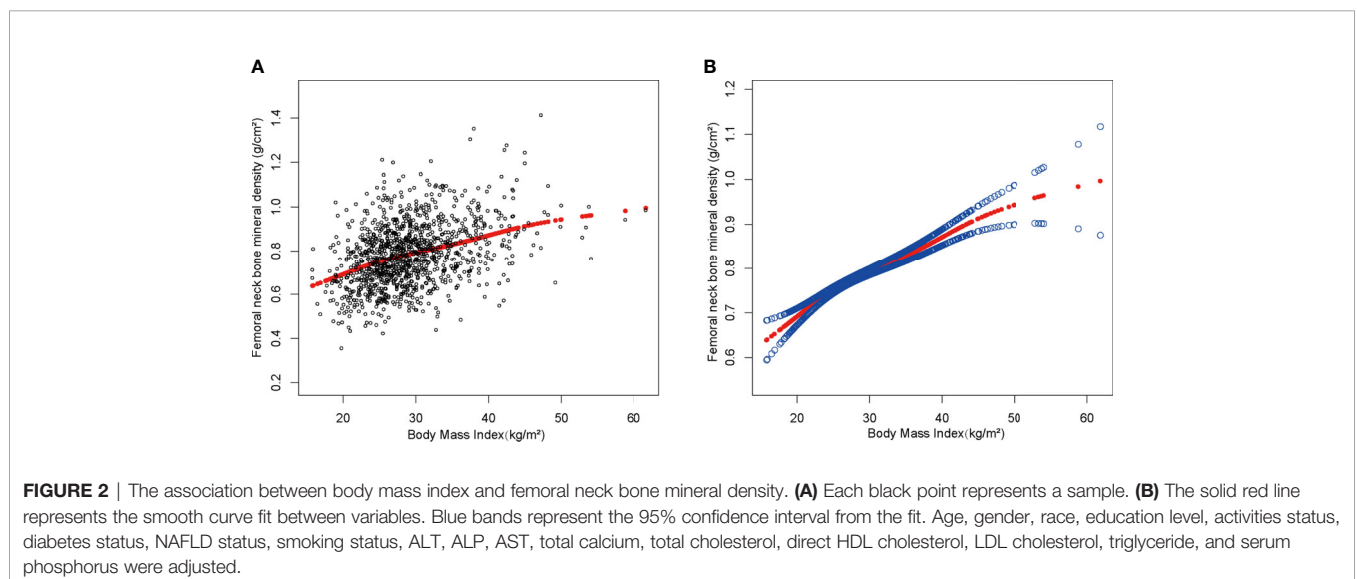 A
Femoral neck bone mineral density (g/cm²)
1.4
1.2
1.0
0.8
0.6
0.4
0.2
20
30
40
50
60
Body Mass Index(kg/m²)
B
Femoral neck bone mineral density (g/cm²)
1.2
1.1
1.0
0.9
0.8
0.7
0.6
20
30
40
50
60
Body Mass Index(kg/m²)
FIGURE 2 | The association between body mass index and femoral neck bone mineral density. (A) Each black point represents a sample. (B) The solid red line
represents the smooth curve fit between variables. Blue bands represent the 95% confidence interval from the fit. Age, gender, race, education level, activities status,
diabetes status, NAFLD status, smoking status, ALT, ALP, AST, total calcium, total cholesterol, direct HDL cholesterol, LDL cholesterol, triglyceride, and serum
phosphorus were adjusted.